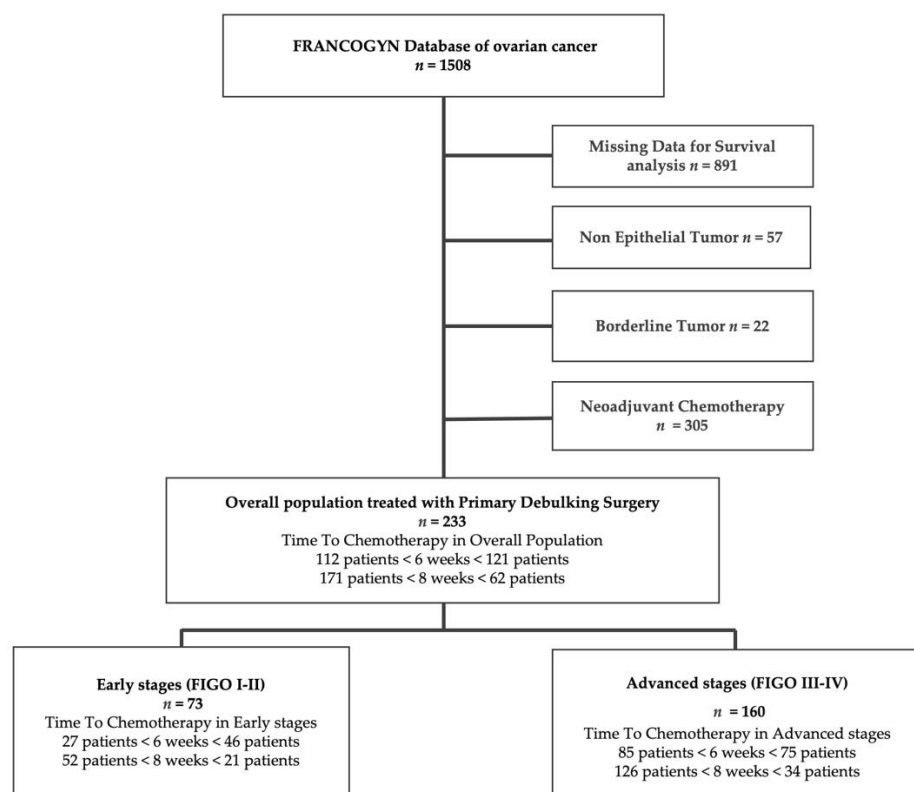 FRANCOGYN Database of ovarian cancer
n = 1508
Missing Data for Survival
analysis n = 891
Non Epithelial Tumor n = 57
Borderline Tumor n = 22
Neoadjuvant Chemotherapy
n = 305
Overall population treated with Primary Debulking Surgery
n = 233
Time To Chemotherapy in Overall Population
112 patients < 6 weeks < 121 patients
171 patients < 8 weeks < 62 patients
Early stages (FIGO I-II)
n = 73
Time To Chemotherapy in Early stages
27 patients < 6 weeks < 46 patients
52 patients < 8 weeks < 21 patients
Advanced stages (FIGO III-IV)
n = 160
Time To Chemotherapy in Advanced stages
85 patients < 6 weeks < 75 patients
126 patients < 8 weeks < 34 patients